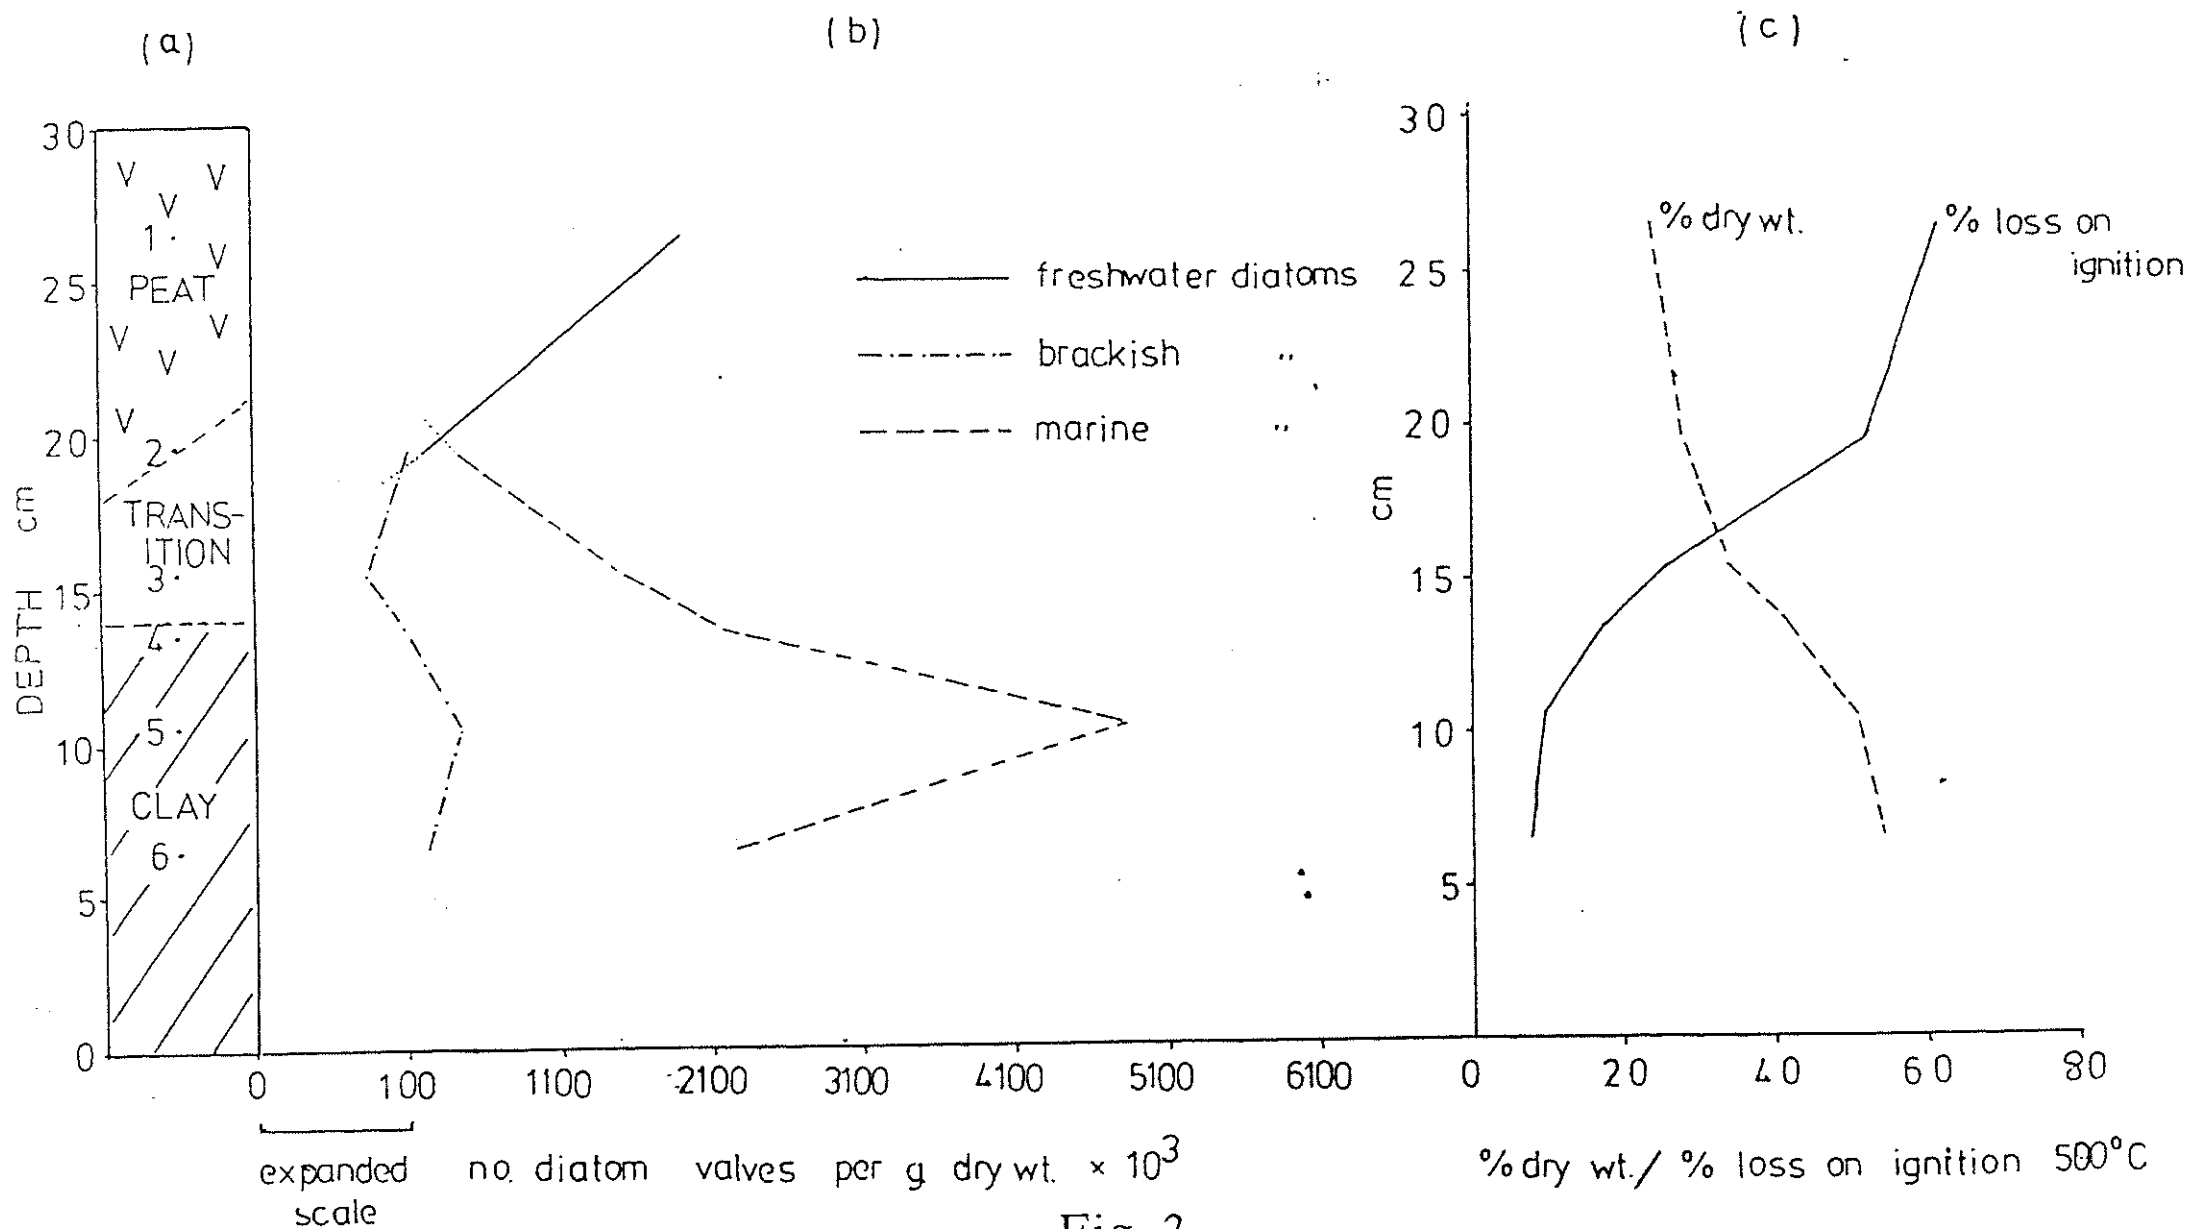 (a)
(b)
(c)
30
25
20
15
10
5
0
DEPTH cm
V V
V
1.
V
PEAT
V V
V
V
2.
TRANS-
ITION
3.
4.
5.
CLAY
6.
freshwater diatoms
brackish "
marine "
0 100 1100 2100 3100 4100 5100 6100
expanded
scale
no. diatom valves per g dry wt. × 10³
30
25
20
15
10
5
cm
% dry wt.
% loss on
ignition
0 20 40 60 80
% dry wt./ % loss on ignition 500°C